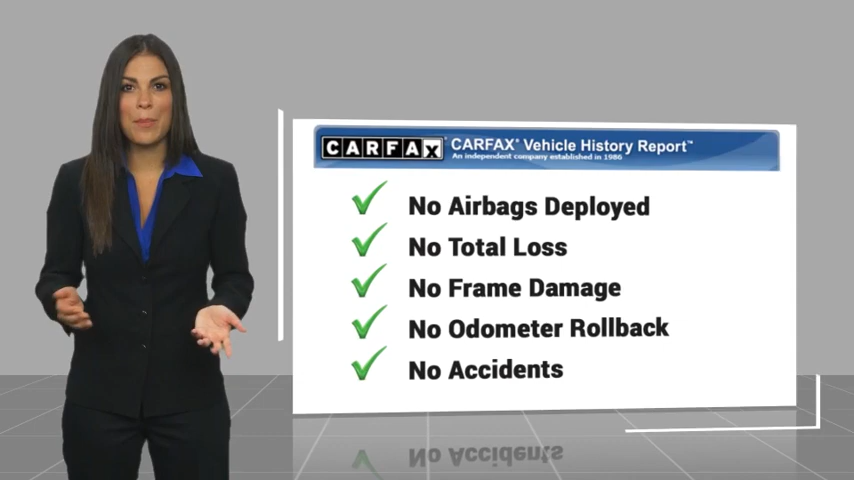 CARFAX CARFAX® Vehicle History Report™
An independent company established in 1986
No Airbags Deployed
No Total Loss
No Frame Damage
No Odometer Rollback
No Accidents
No Accidents